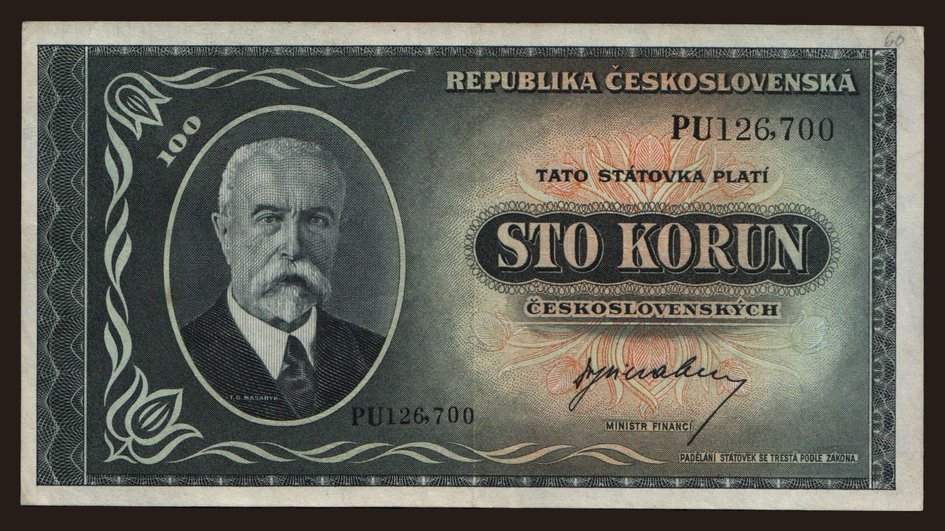 60
REPUBLIKA ČESKOSLOVENSKÁ
100
PU126,700
TATO STÁTOVKA PLATÍ
STO KORUN
ČESKOSLOVENSKÝCH
T. G. MASARYK
PU126,700
MINISTR FINANCÍ
PADĚLÁNÍ STÁTOVEK SE TRESTÁ PODLE ZÁKONA.